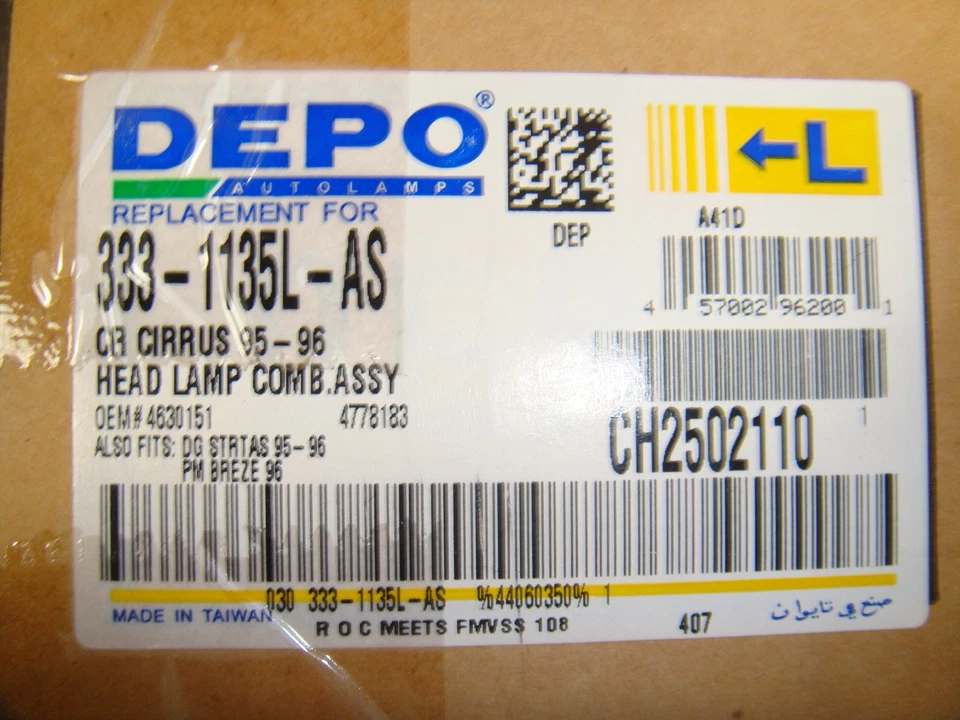 DEPO®
AUTOLAMPS
REPLACEMENT FOR
333-1135L-AS
CR CIRRUS 95-96
HEAD LAMP COMB.ASSY
OEM#4630151 4778183
ALSO FITS: DG STRTAS 95-96
PM BREZE 96
DEP
L
A41D
4 57002 96200 1
1
CH2502110
030 333-1135L-AS %44060350% 1
MADE IN TAIWAN
R O C MEETS FMVSS 108
407
صنع في تايوان